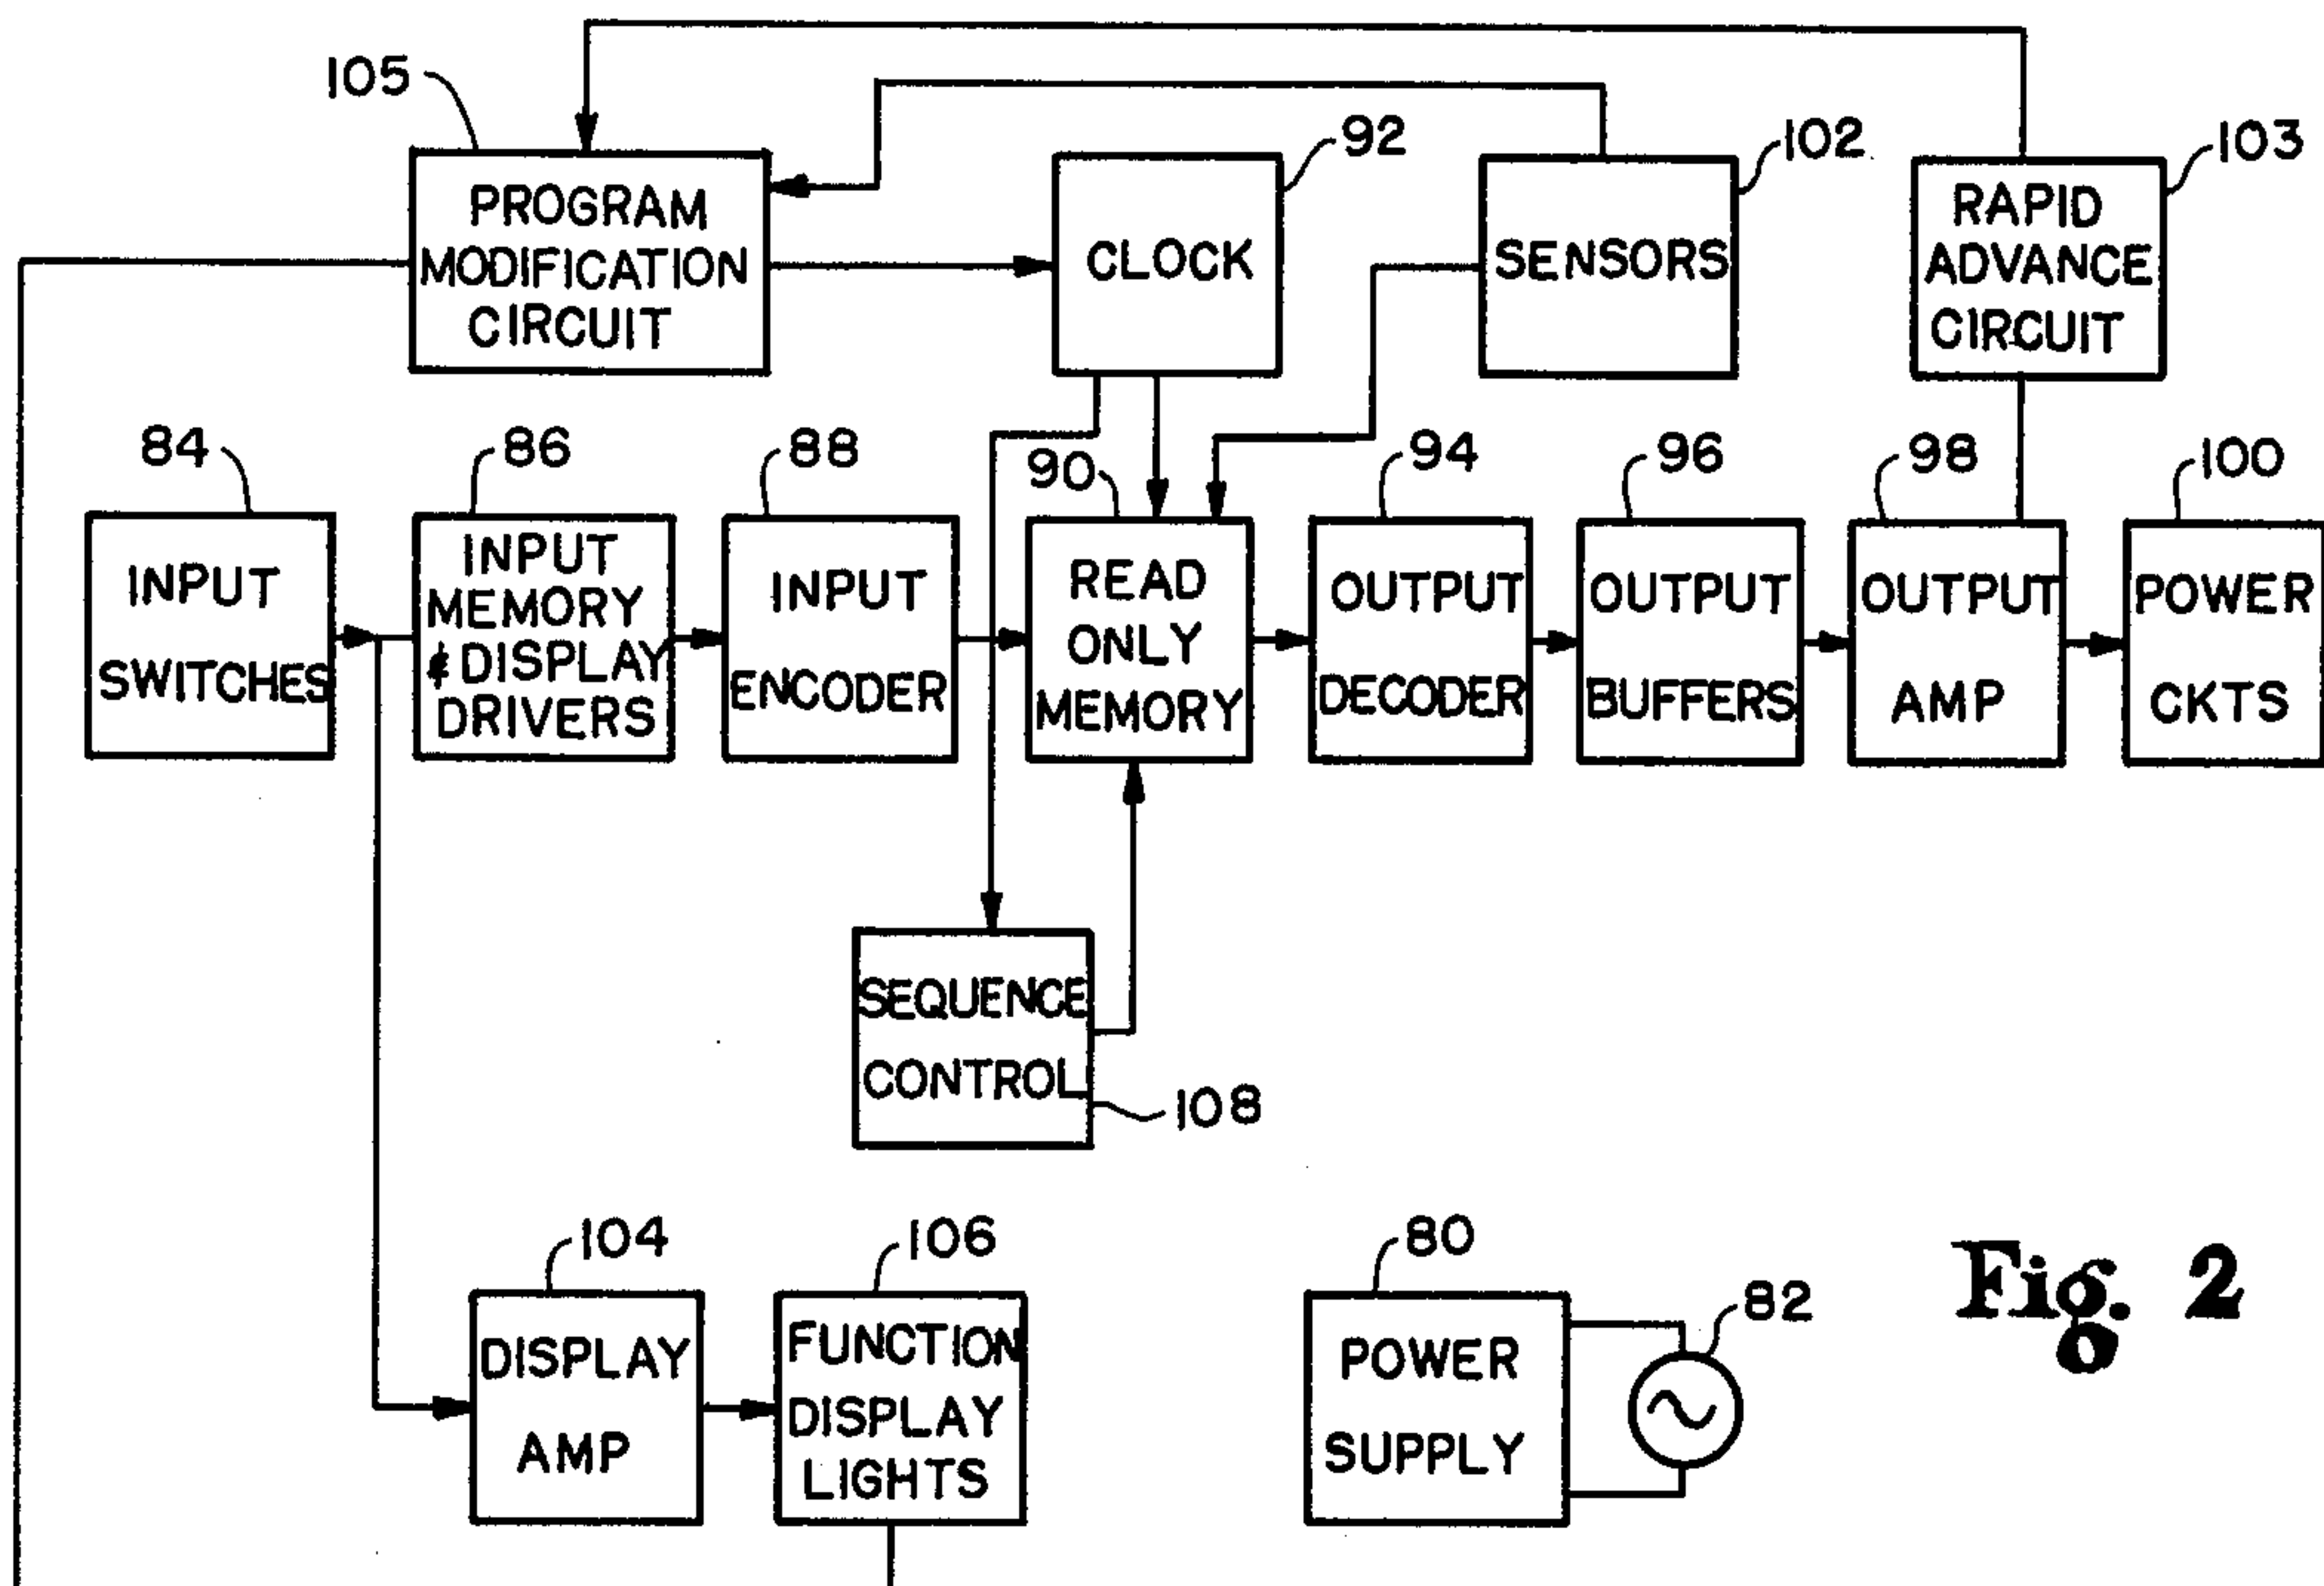 105
PROGRAM
MODIFICATION
CIRCUIT
92
CLOCK
102
SENSORS
103
RAPID
ADVANCE
CIRCUIT
84
INPUT
SWITCHES
86
INPUT
MEMORY
& DISPLAY
DRIVERS
88
INPUT
ENCODER
90
READ
ONLY
MEMORY
94
OUTPUT
DECODER
96
OUTPUT
BUFFERS
98
OUTPUT
AMP
100
POWER
CKTS
SEQUENCE
CONTROL
108
104
DISPLAY
AMP
106
FUNCTION
DISPLAY
LIGHTS
80
POWER
SUPPLY
82
Fig. 2